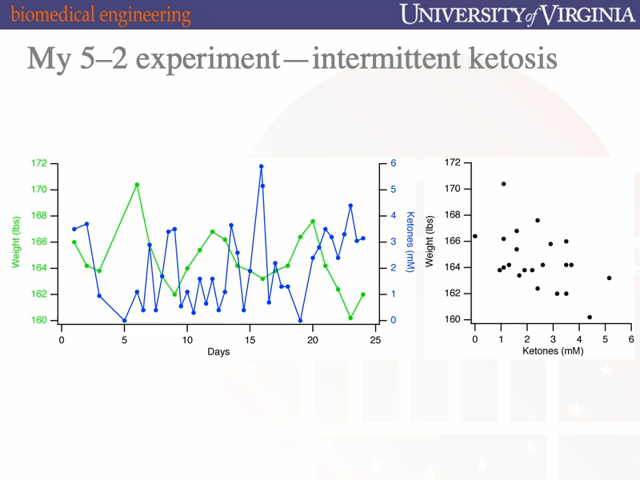 biomedical engineering
UNIVERSITY of VIRGINIA
My 5–2 experiment—intermittent ketosis
172
170
168
166
164
162
160
Weight (lbs)
6
5
4
3
2
1
0
Ketones (mM)
0 5 10 15 20 25
Days
172
170
168
166
164
162
160
Weight (lbs)
0 1 2 3 4 5 6
Ketones (mM)